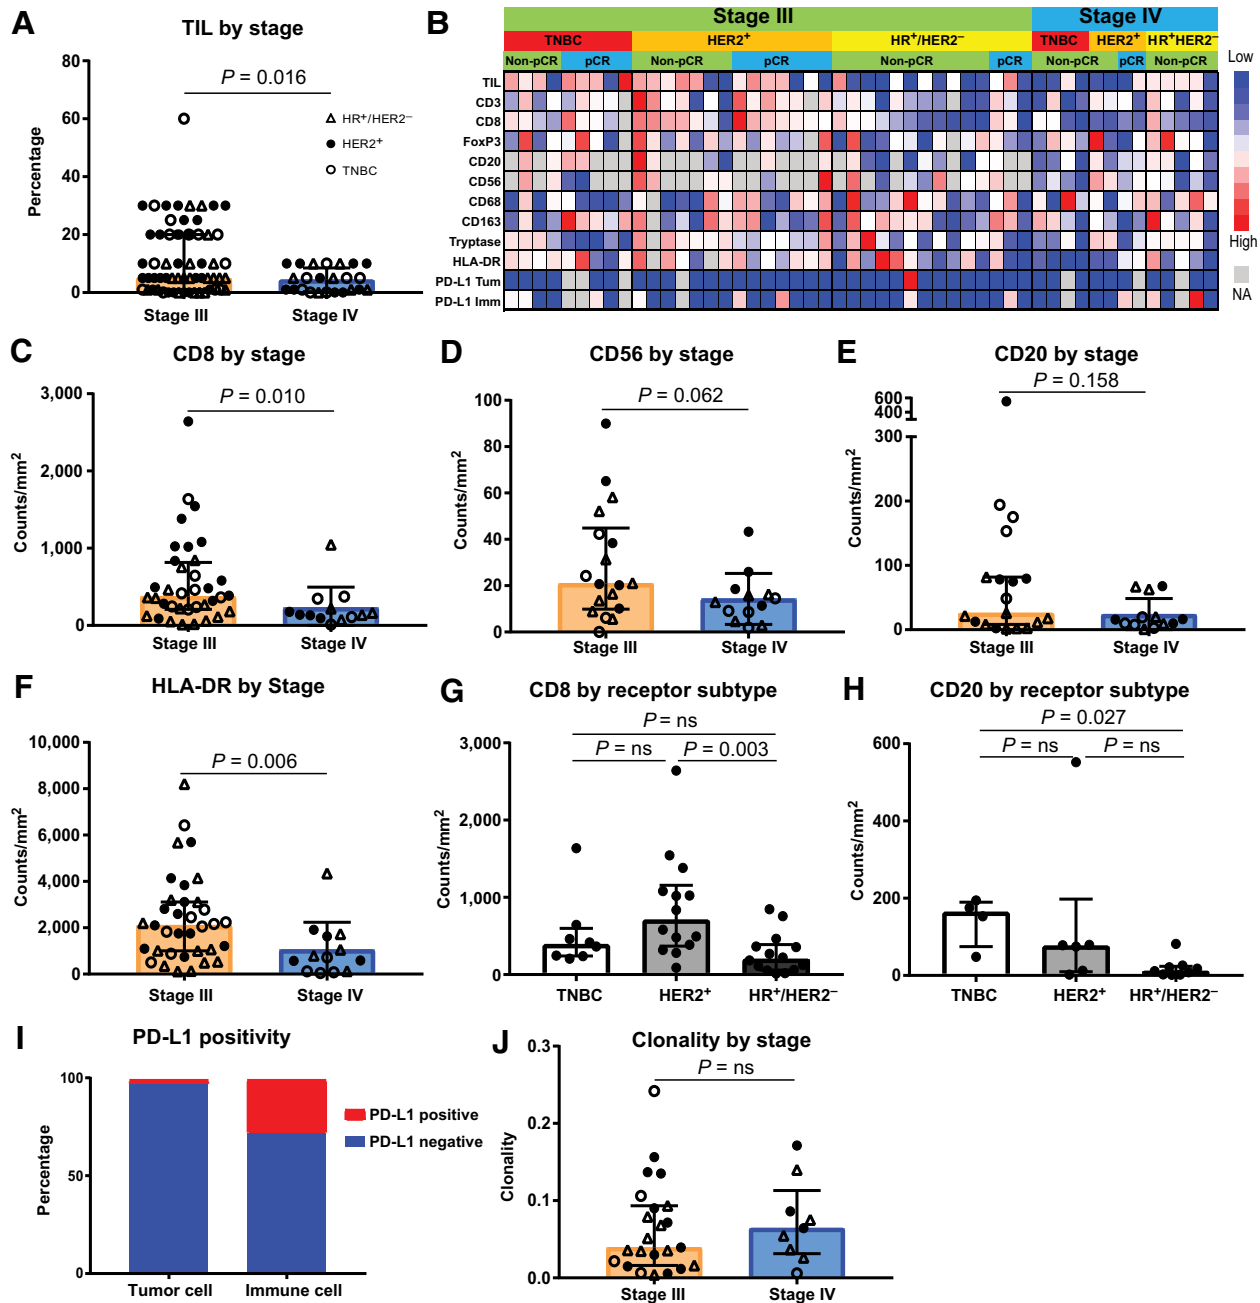 A
TIL by stage
P = 0.016
Percentage
80
60
40
20
0
HR+/HER2−
HER2+
TNBC
Stage III
Stage IV
B
Stage III
Stage IV
TNBC
HER2+
HR+/HER2−
TNBC
HER2+
HR+HER2−
Non-pCR
pCR
Non-pCR
pCR
Non-pCR
pCR
Non-pCR
pCR
Non-pCR
TIL
CD3
CD8
FoxP3
CD20
CD56
CD68
CD163
Tryptase
HLA-DR
PD-L1 Tum
PD-L1 Imm
Low
High
NA
C
CD8 by stage
P = 0.010
Counts/mm²
3,000
2,000
1,000
0
Stage III
Stage IV
D
CD56 by stage
P = 0.062
Counts/mm²
100
80
60
40
20
0
Stage III
Stage IV
E
CD20 by stage
P = 0.158
Counts/mm²
600
400
300
200
100
0
Stage III
Stage IV
F
HLA-DR by Stage
P = 0.006
Counts/mm²
10,000
8,000
6,000
4,000
2,000
0
Stage III
Stage IV
G
CD8 by receptor subtype
P = ns
P = ns
P = 0.003
Counts/mm²
3,000
2,000
1,000
0
TNBC
HER2+
HR+/HER2−
H
CD20 by receptor subtype
P = 0.027
P = ns
P = ns
Counts/mm²
600
400
200
0
TNBC
HER2+
HR+/HER2−
I
PD-L1 positivity
Percentage
100
50
0
PD-L1 positive
PD-L1 negative
Tumor cell
Immune cell
J
Clonality by stage
P = ns
Clonality
0.3
0.2
0.1
0.0
Stage III
Stage IV